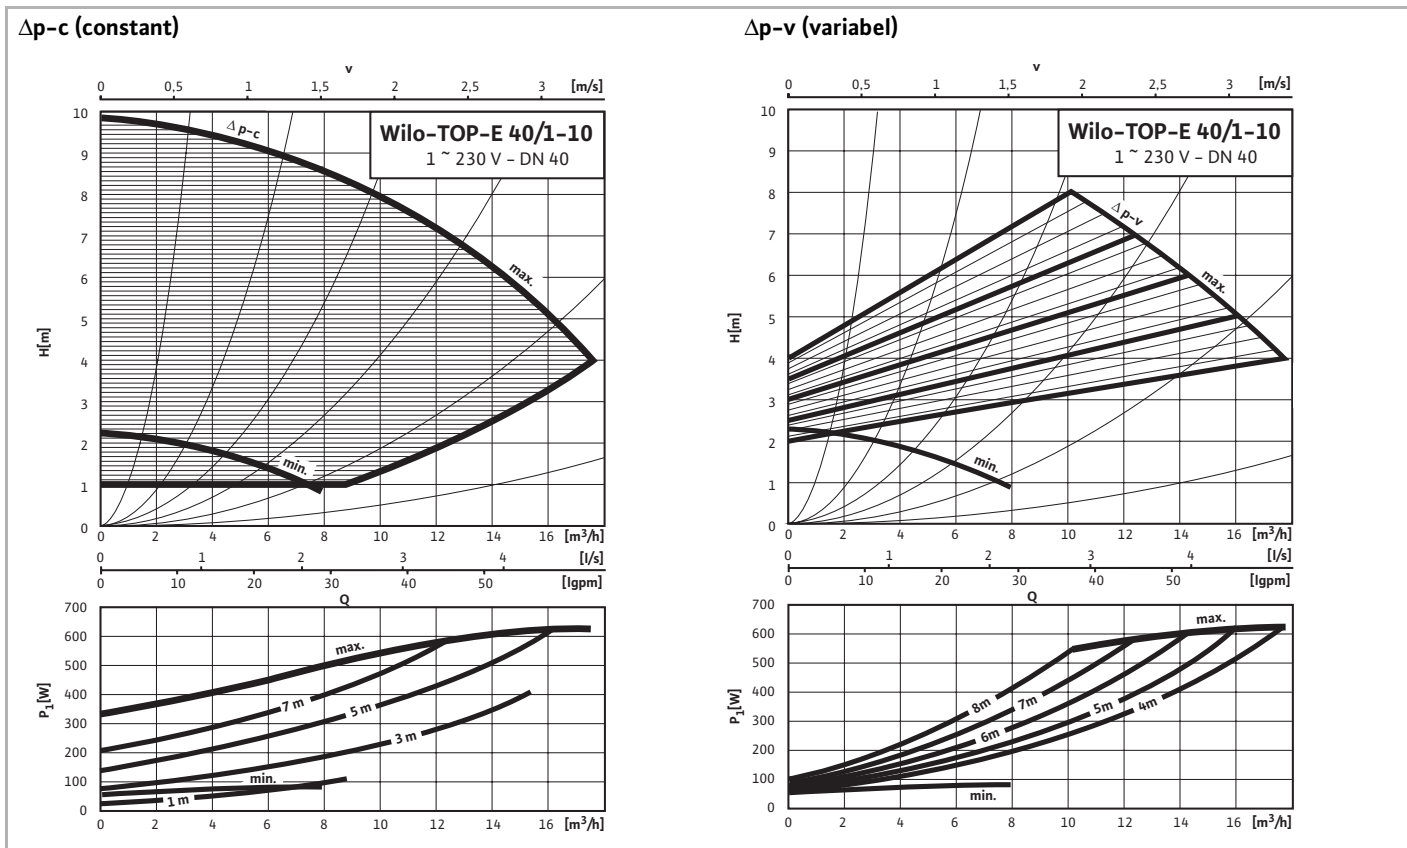 Δp-c (constant)
v
0 0,5 1 1,5 2 2,5 3 [m/s]
10
9
8
7
6
5
4
3
2
1
0
H[m]
Δ p-c
Wilo-TOP-E 40/1-10
1 ~ 230 V - DN 40
max.
min.
0 2 4 6 8 10 12 14 16 [m³/h]
0 1 2 3 4 [l/s]
0 10 20 30 40 50 [Igpm]
Q
700
600
500
400
300
200
100
0
P₁[W]
max.
7 m
5 m
3 m
min.
1 m
0 2 4 6 8 10 12 14 16 [m³/h]
Δp-v (variabel)
v
0 0,5 1 1,5 2 2,5 3 [m/s]
10
9
8
7
6
5
4
3
2
1
0
H[m]
Wilo-TOP-E 40/1-10
1 ~ 230 V - DN 40
Δ p-v
max.
min.
0 2 4 6 8 10 12 14 16 [m³/h]
0 1 2 3 4 [l/s]
0 10 20 30 40 50 [Igpm]
Q
700
600
500
400
300
200
100
0
P₁[W]
max.
8m
7m
6m
5m
4m
min.
0 2 4 6 8 10 12 14 16 [m³/h]